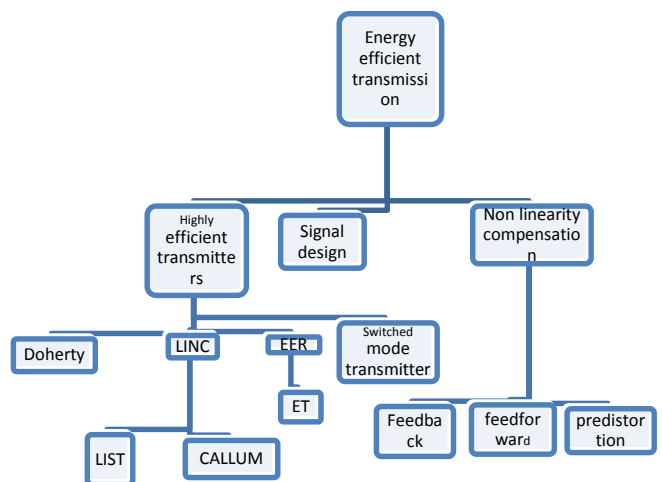 Energy
efficient
transmissi
on
Highly
efficient
transmitte
rs
Signal
design
Non linearity
compensatio
n
Doherty
LINC
EER
Switched
mode
transmitter
ET
LIST
CALLUM
Feedba
ck
feedfor
ward
predistor
tion